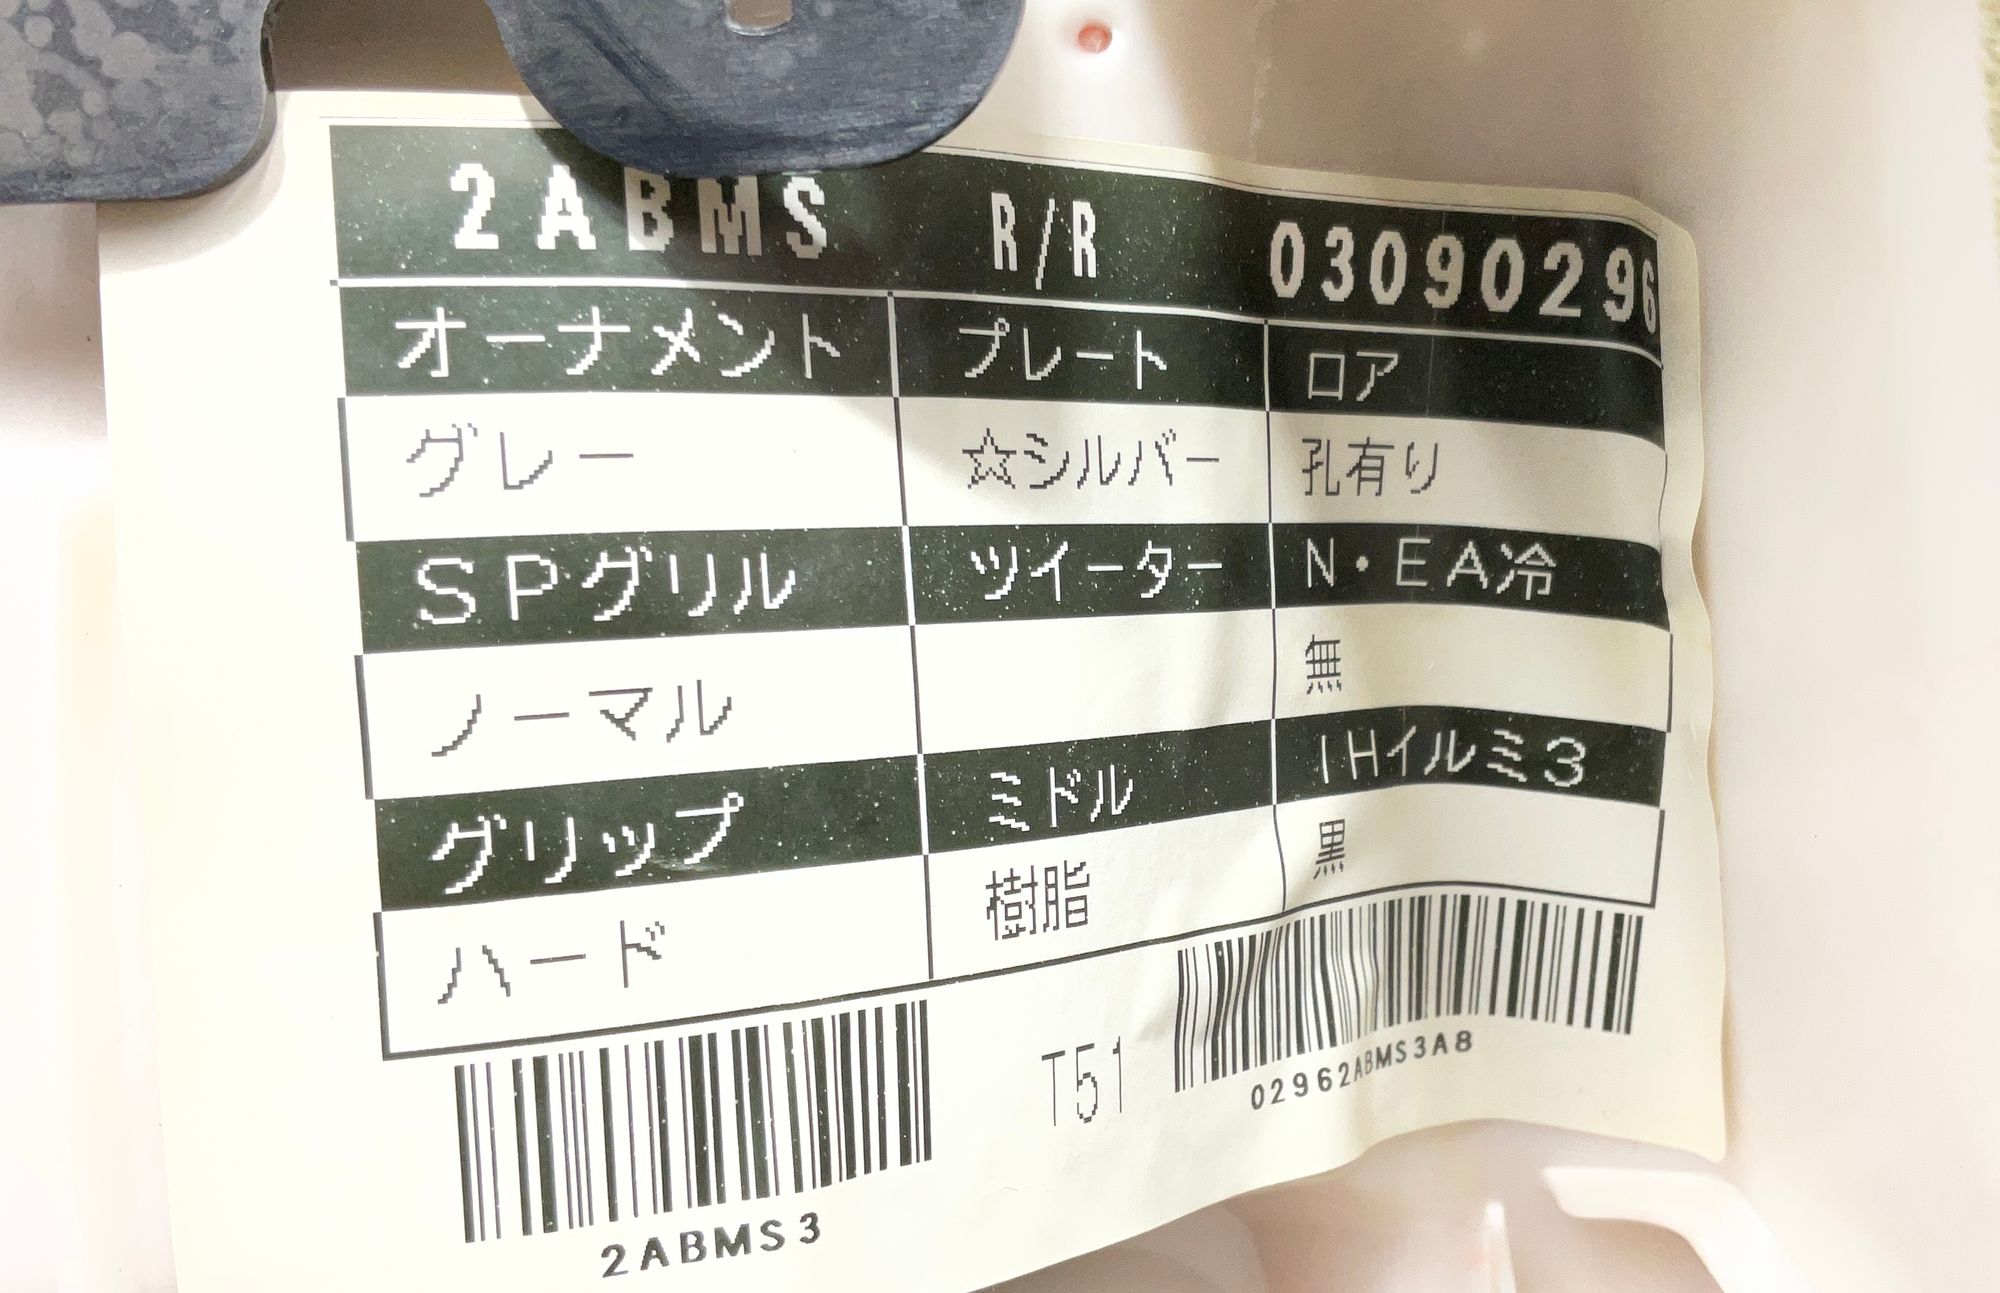 2ABMS R/R 03090296
オーナメント プレート ロア
グレー ☆シルバー 孔有り
SPグリル ツイーター N・EA冷
ノーマル 無
グリップ ミドル IHイルミ3
ハード 樹脂 黒
T51
2ABMS3
02962ABMS3A8